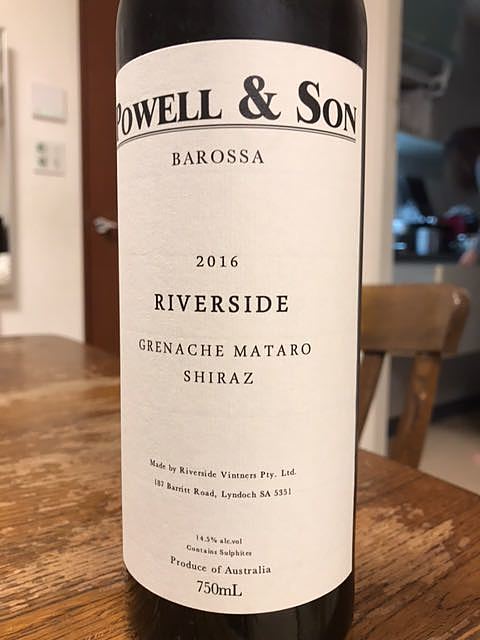 POWELL & SON
BAROSSA
2016
RIVERSIDE
GRENACHE MATARO
SHIRAZ
Made by Riverside Vintners Pty. Ltd.
187 Barritt Road, Lyndoch SA 5351
14.5% alc.vol
Contains Sulphites
Produce of Australia
750mL